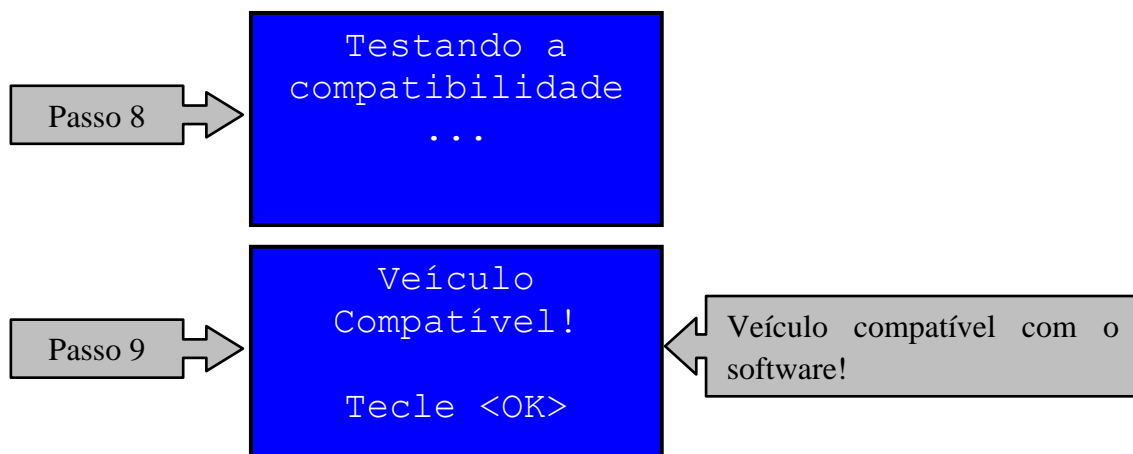 Testando a
compatibilidade
...
Passo 8
Veículo
Compatível!
Tecle <OK>
Passo 9
Veículo compatível com o
software!